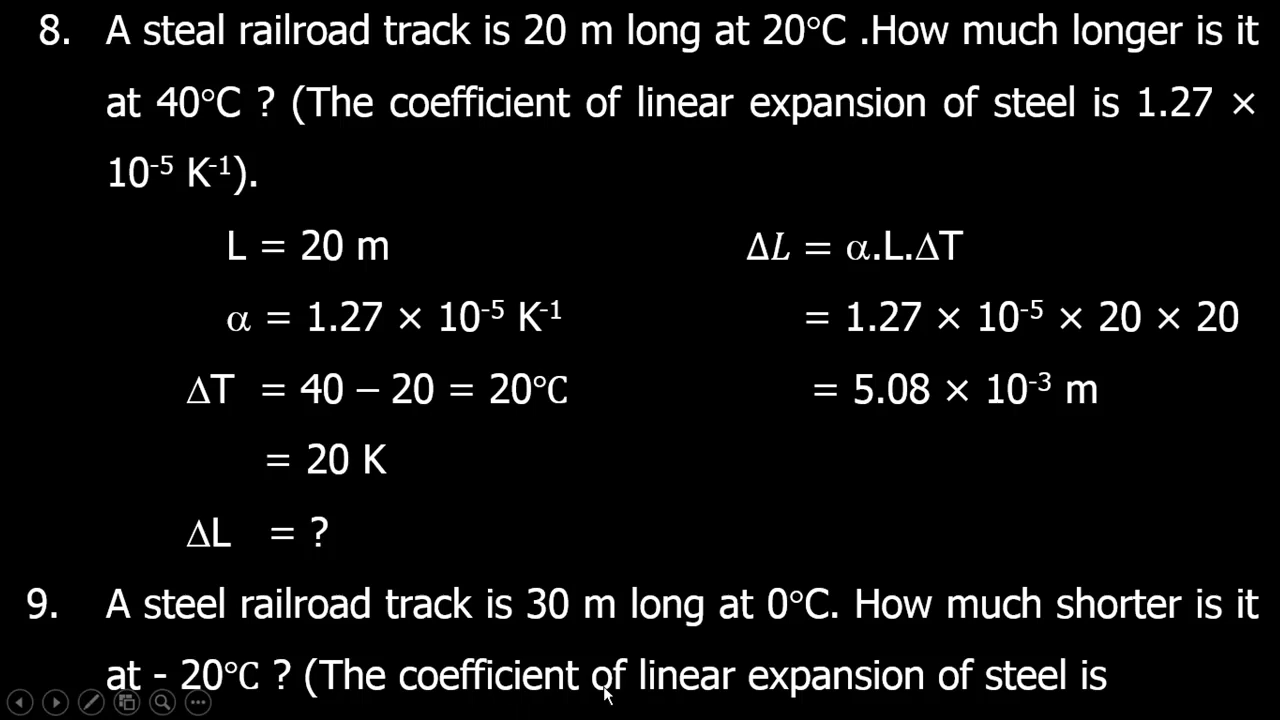 8. A steal railroad track is 20 m long at 20°C .How much longer is it
at 40°C ? (The coefficient of linear expansion of steel is 1.27 ×
10⁻⁵ K⁻¹).
L = 20 m
α = 1.27 × 10⁻⁵ K⁻¹
ΔT = 40 – 20 = 20°C
= 20 K
ΔL = ?
ΔL = α.L.ΔT
= 1.27 × 10⁻⁵ × 20 × 20
= 5.08 × 10⁻³ m
9. A steel railroad track is 30 m long at 0°C. How much shorter is it
at - 20°C ? (The coefficient of linear expansion of steel is